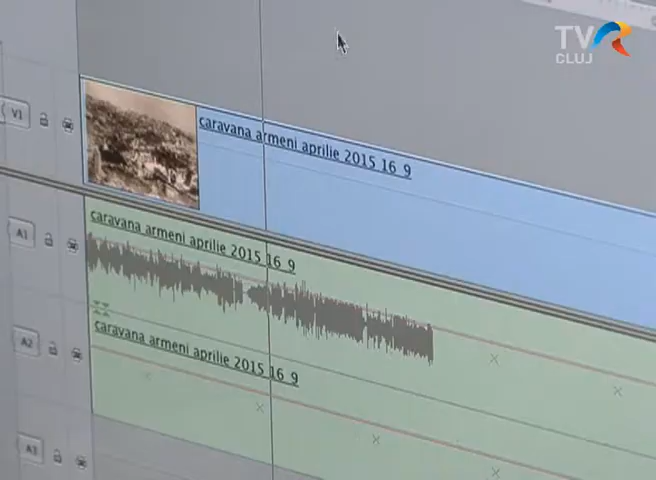 TVR
CLUJ
V1
caravana armeni aprilie 2015 16_9
A1
caravana armeni aprilie 2015 16_9
A2
caravana armeni aprilie 2015 16_9
A3